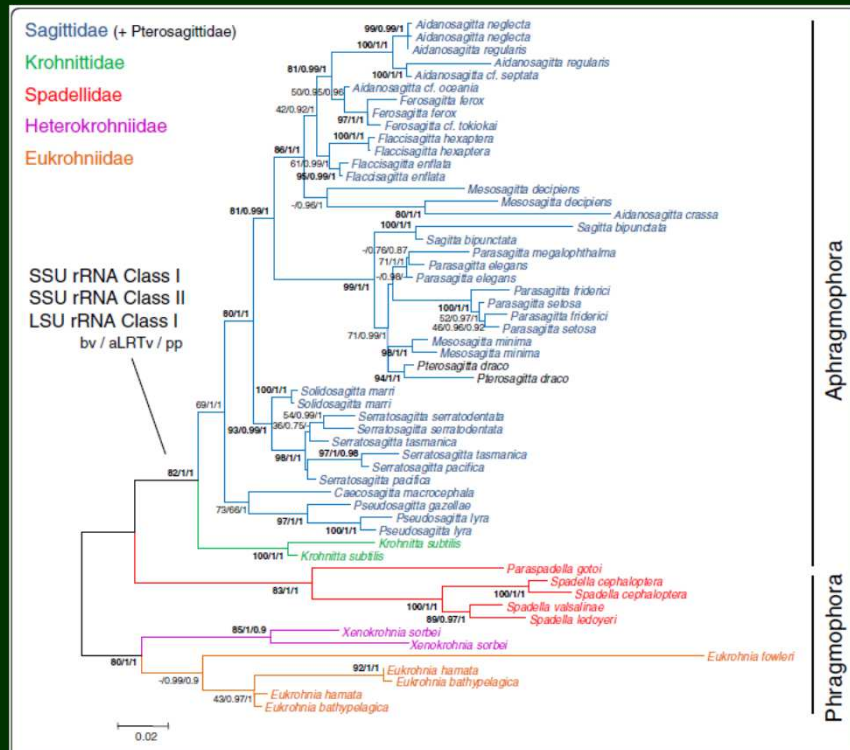 Sagittidae (+ Pterosagittidae)
Krohnittidae
Spadellidae
Heterokrohniidae
Eukrohniidae
SSU rRNA Class I
SSU rRNA Class II
LSU rRNA Class I
bv / aLRTv / pp
99/0.99/1
Aidanosagitta neglecta
Aidanosagitta neglecta
100/1/1
Aidanosagitta regularis
Aidanosagitta regularis
81/0.99/1
100/1/1
Aidanosagitta cf. septata
50/0.95/0.96
Aidanosagitta cf. oceania
42/0.92/1
Ferosagitta ferox
Ferosagitta ferox
97/1/1
Ferosagitta cf. tokiokai
100/1/1
Flaccisagitta hexaptera
86/1/1
Flaccisagitta hexaptera
61/0.99/1
Flaccisagitta enflata
95/0.99/1
Flaccisagitta enflata
Mesosagitta decipiens
-/0.96/1
Mesosagitta decipiens
81/0.99/1
80/1/1
Aidanosagitta crassa
100/1/1
Sagitta bipunctata
Sagitta bipunctata
-/0.76/0.87
Parasagitta megalophthalma
71/1/1
Parasagitta elegans
-/0.98/-
Parasagitta elegans
99/1/1
Parasagitta friderici
100/1/1
Parasagitta setosa
52/0.97/1
Parasagitta friderici
46/0.96/0.92
Parasagitta setosa
80/1/1
71/0.99/1
Mesosagitta minima
98/1/1
Mesosagitta minima
Pterosagitta draco
94/1/1
Pterosagitta draco
100/1/1
Solidosagitta marri
Solidosagitta marri
69/1/1
54/0.99/1
Serratosagitta serratodentata
36/0.75/-
Serratosagitta serratodentata
93/0.99/1
Serratosagitta tasmanica
97/1/0.98
Serratosagitta tasmanica
98/1/1
Serratosagitta pacifica
Serratosagitta pacifica
82/1/1
Caecosagitta macrocephala
73/66/1
Pseudosagitta gazellae
97/1/1
Pseudosagitta lyra
100/1/1
Pseudosagitta lyra
Krohnitta subtilis
100/1/1
Krohnitta subtilis
Paraspadella gotoi
83/1/1
Spadella cephaloptera
100/1/1
Spadella cephaloptera
100/1/1
Spadella valsalinae
89/0.97/1
Spadella ledoyeri
85/1/0.9
Xenokrohnia sorbei
Xenokrohnia sorbei
80/1/1
Eukrohnia fowleri
-/0.99/0.9
92/1/1
Eukrohnia hamata
Eukrohnia bathypelagica
43/0.97/1
Eukrohnia hamata
Eukrohnia bathypelagica
0.02
Aphragmophora
Phragmophora